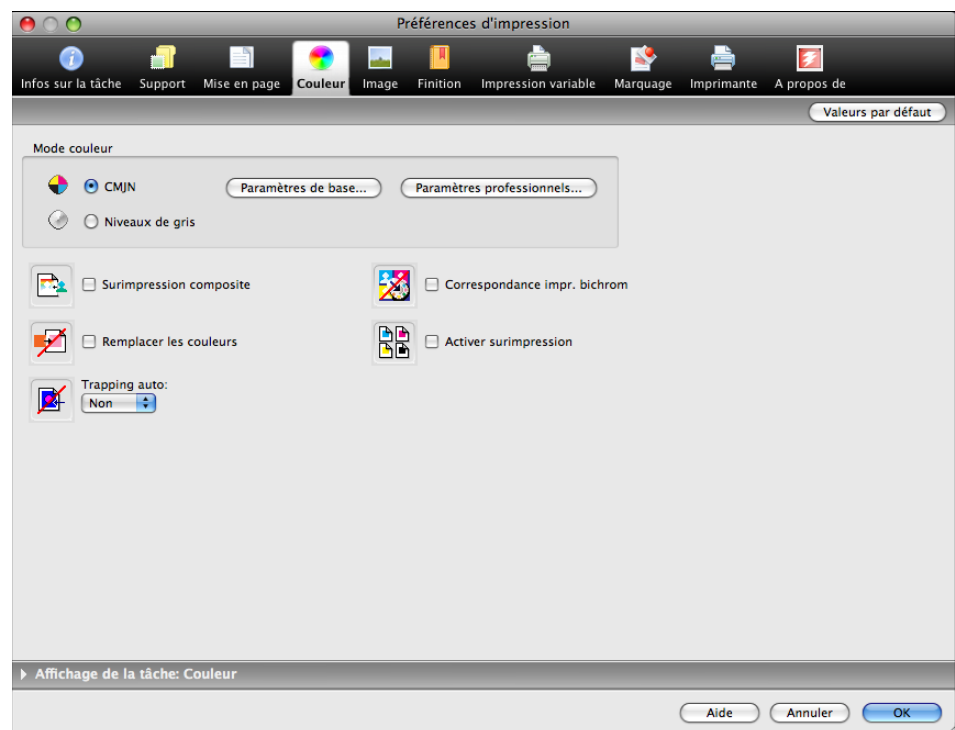 Préférences d'impression
Infos sur la tâche Support Mise en page Couleur Image Finition Impression variable Marquage Imprimante A propos de
Valeurs par défaut
Mode couleur
CMJN Paramètres de base... Paramètres professionnels...
Niveaux de gris
Surimpression composite Correspondance impr. bichrom
Remplacer les couleurs Activer surimpression
Trapping auto:
Non
Affichage de la tâche: Couleur
Aide Annuler OK